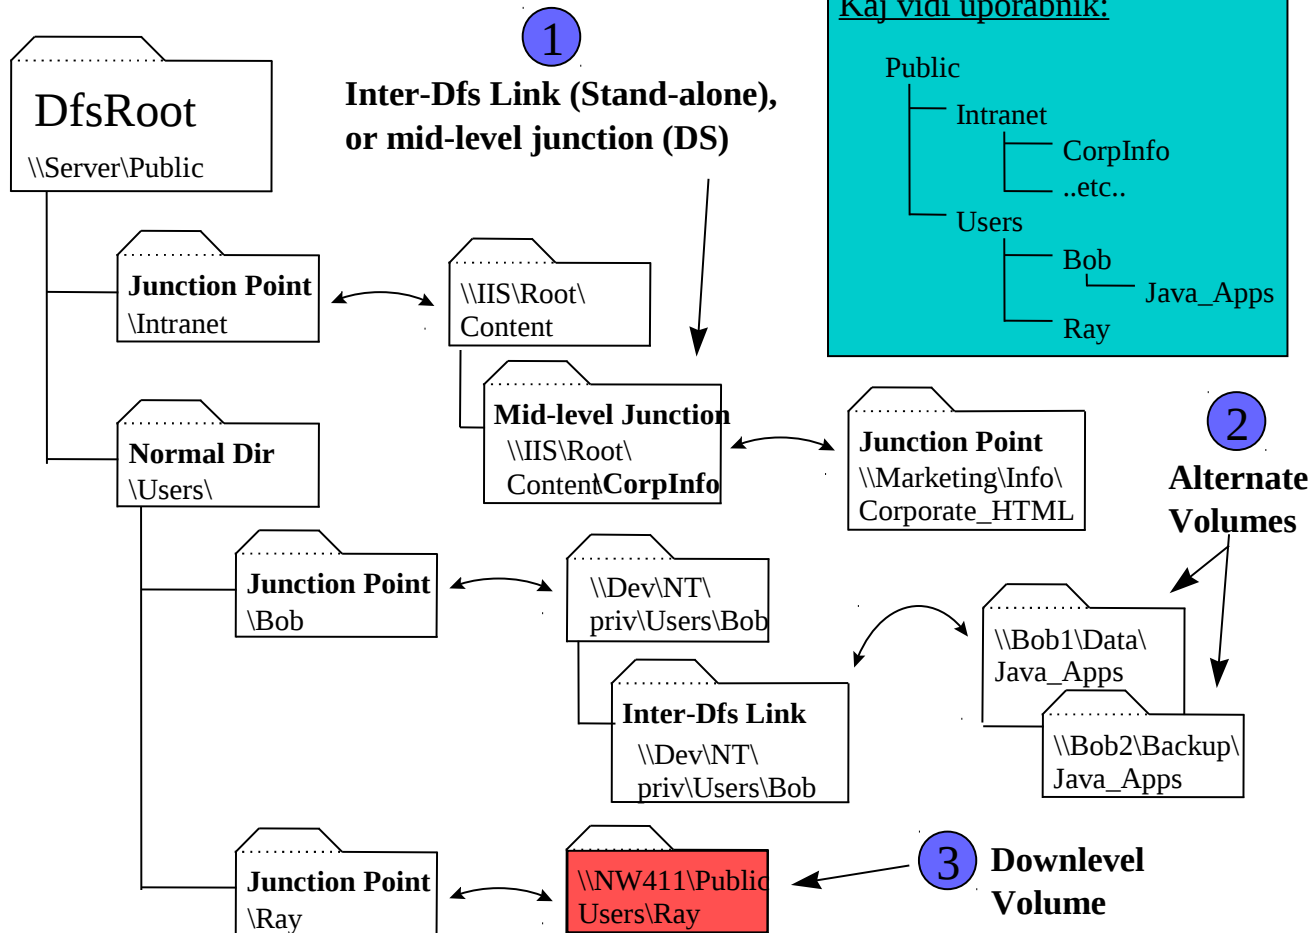 1
Inter-Dfs Link (Stand-alone),
or mid-level junction (DS)
Kaj vidi uporabnik:
Public
Intranet
CorpInfo
..etc..
Users
Bob
Java_Apps
Ray
DfsRoot
\\Server\Public
Junction Point
\Intranet
\\IIS\Root\
Content
Mid-level Junction
\\IIS\Root\
Content\CorpInfo
Junction Point
\\Marketing\Info\
Corporate_HTML
2
Alternate
Volumes
Normal Dir
\Users\
Junction Point
\Bob
\\Dev\NT\
priv\Users\Bob
Inter-Dfs Link
\\Dev\NT\
priv\Users\Bob
\\Bob1\Data\
Java_Apps
\\Bob2\Backup\
Java_Apps
Junction Point
\Ray
\\NW411\Public
Users\Ray
3
Downlevel
Volume